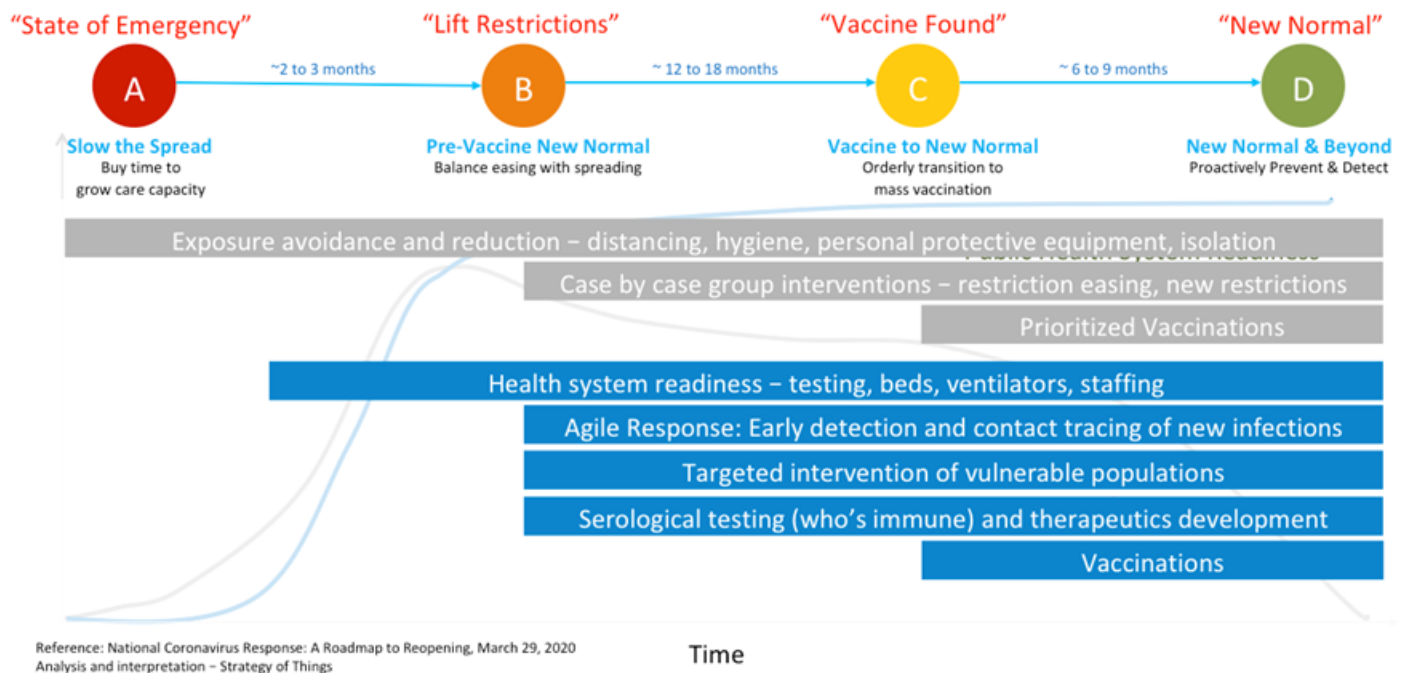 “State of Emergency”
“Lift Restrictions”
“Vaccine Found”
“New Normal”
A
~2 to 3 months
B
~ 12 to 18 months
C
~ 6 to 9 months
D
Slow the Spread
Buy time to
grow care capacity
Pre-Vaccine New Normal
Balance easing with spreading
Vaccine to New Normal
Orderly transition to
mass vaccination
New Normal & Beyond
Proactively Prevent & Detect
Exposure avoidance and reduction – distancing, hygiene, personal protective equipment, isolation
Public Health System Readiness
Case by case group interventions – restriction easing, new restrictions
Prioritized Vaccinations
Health system readiness – testing, beds, ventilators, staffing
Agile Response: Early detection and contact tracing of new infections
Targeted intervention of vulnerable populations
Serological testing (who’s immune) and therapeutics development
Vaccinations
Reference: National Coronavirus Response: A Roadmap to Reopening, March 29, 2020
Analysis and interpretation – Strategy of Things
Time